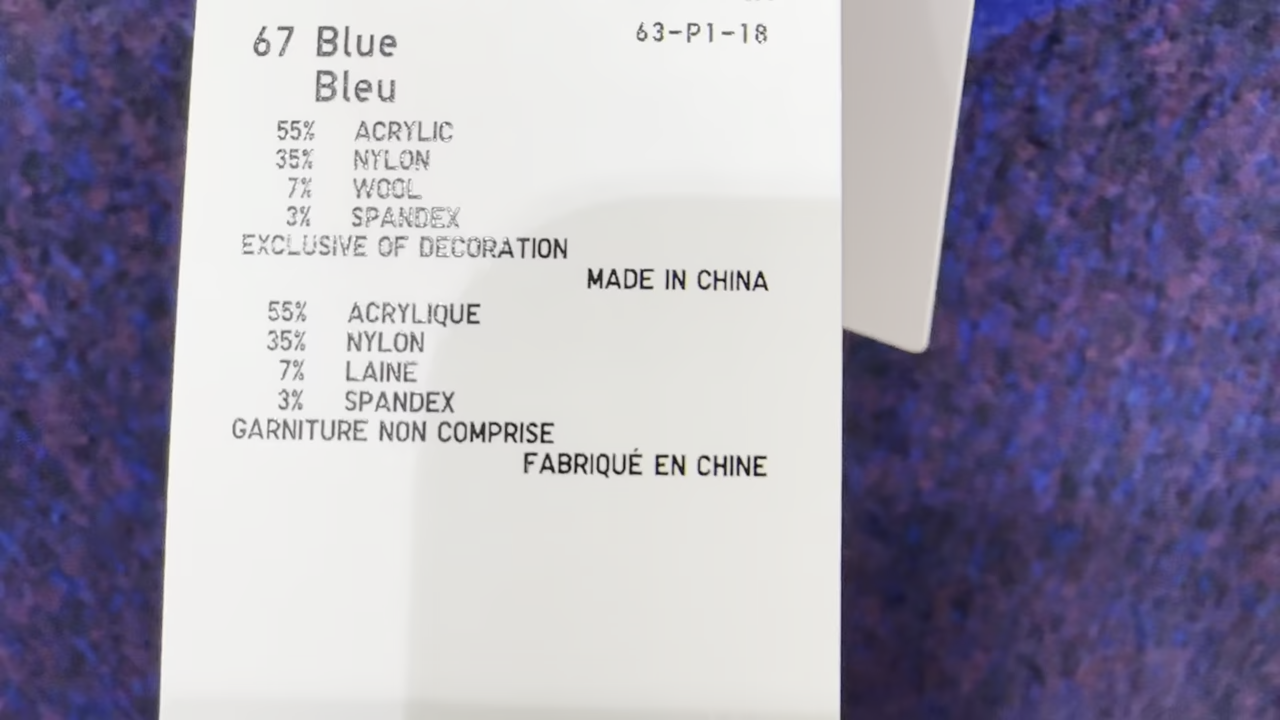 67 Blue 63-P1-18
Bleu
55% ACRYLIC
35% NYLON
7% WOOL
3% SPANDEX
EXCLUSIVE OF DECORATION
MADE IN CHINA
55% ACRYLIQUE
35% NYLON
7% LAINE
3% SPANDEX
GARNITURE NON COMPRISE
FABRIQUÉ EN CHINE